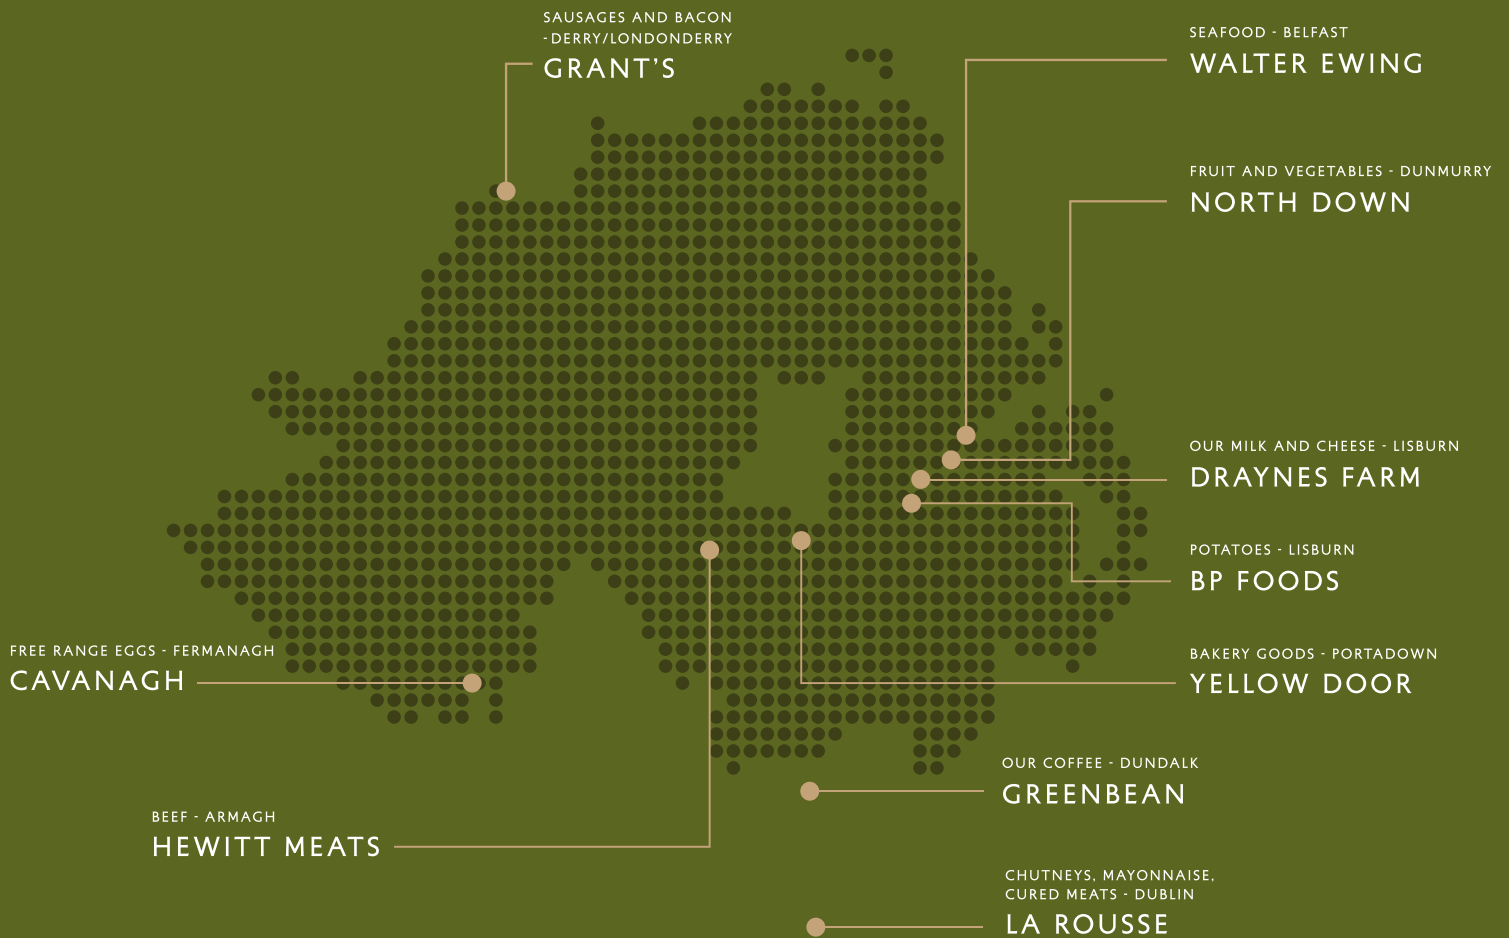 SAUSAGES AND BACON
-DERRY/LONDONDERRY
GRANT'S
SEAFOOD - BELFAST
WALTER EWING
FRUIT AND VEGETABLES - DUNMURRY
NORTH DOWN
OUR MILK AND CHEESE - LISBURN
DRAYNES FARM
POTATOES - LISBURN
BP FOODS
FREE RANGE EGGS - FERMANAGH
CAVANAGH
BAKERY GOODS - PORTADOWN
YELLOW DOOR
OUR COFFEE - DUNDALK
GREENBEAN
BEEF - ARMAGH
HEWITT MEATS
CHUTNEYS, MAYONNAISE,
CURED MEATS - DUBLIN
LA ROUSSE